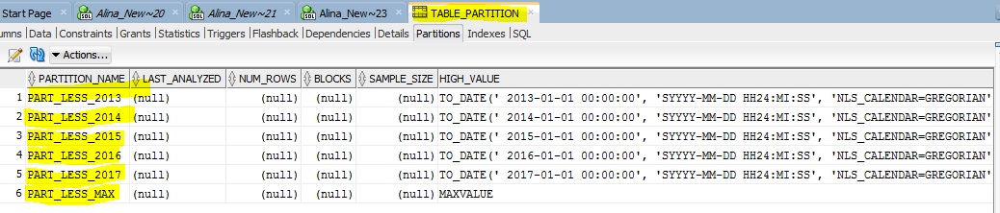 Start Page Alina_New~20 Alina_New~21 Alina_New~23 TABLE_PARTITION
umns Data Constraints Grants Statistics Triggers Flashback Dependencies Details Partitions Indexes SQL
Actions...
PARTITION_NAME LAST_ANALYZED NUM_ROWS BLOCKS SAMPLE_SIZE HIGH_VALUE
1 PART_LESS_2013 (null) (null) (null) (null) TO_DATE(' 2013-01-01 00:00:00', 'SYYYY-MM-DD HH24:MI:SS', 'NLS_CALENDAR=GREGORIAN'
2 PART_LESS_2014 (null) (null) (null) (null) TO_DATE(' 2014-01-01 00:00:00', 'SYYYY-MM-DD HH24:MI:SS', 'NLS_CALENDAR=GREGORIAN'
3 PART_LESS_2015 (null) (null) (null) (null) TO_DATE(' 2015-01-01 00:00:00', 'SYYYY-MM-DD HH24:MI:SS', 'NLS_CALENDAR=GREGORIAN'
4 PART_LESS_2016 (null) (null) (null) (null) TO_DATE(' 2016-01-01 00:00:00', 'SYYYY-MM-DD HH24:MI:SS', 'NLS_CALENDAR=GREGORIAN'
5 PART_LESS_2017 (null) (null) (null) (null) TO_DATE(' 2017-01-01 00:00:00', 'SYYYY-MM-DD HH24:MI:SS', 'NLS_CALENDAR=GREGORIAN'
6 PART_LESS_MAX (null) (null) (null) (null) MAXVALUE